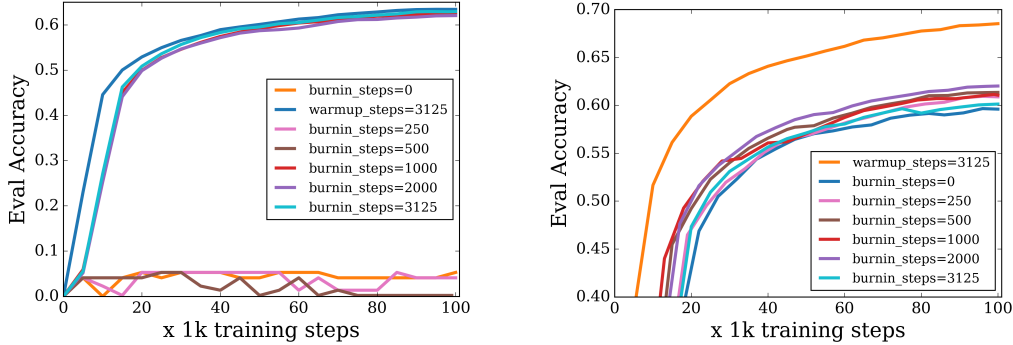 0.6
0.5
0.4
0.3
0.2
0.1
0.0
Eval Accuracy
burnin_steps=0
warmup_steps=3125
burnin_steps=250
burnin_steps=500
burnin_steps=1000
burnin_steps=2000
burnin_steps=3125
0 20 40 60 80 100
x 1k training steps
0.70
0.65
0.60
0.55
0.50
0.45
0.40
Eval Accuracy
warmup_steps=3125
burnin_steps=0
burnin_steps=250
burnin_steps=500
burnin_steps=1000
burnin_steps=2000
burnin_steps=3125
0 20 40 60 80 100
x 1k training steps